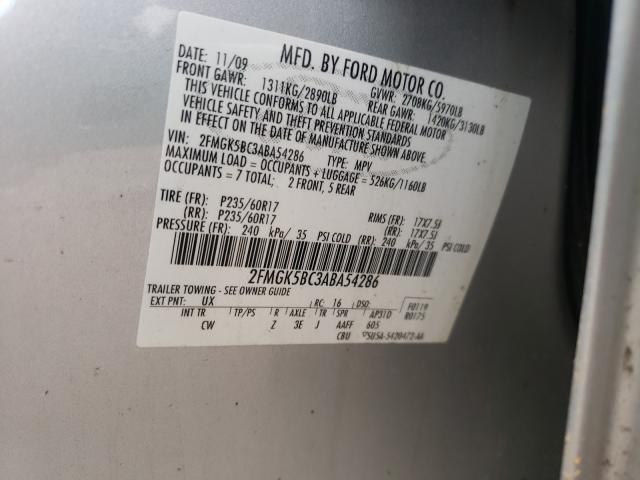 MFD. BY FORD MOTOR CO.
DATE: 11/09 GVWR: 2708KG/5970LB
FRONT GAWR: 1311KG/2890LB REAR GAWR: 1420KG/3130LB
THIS VEHICLE CONFORMS TO ALL APPLICABLE FEDERAL MOTOR
VEHICLE SAFETY AND THEFT PREVENTION STANDARDS
IN EFFECT ON THE DATE OF MANUFACTURE SHOWN ABOVE.
VIN: 2FMGK5BC3ABA54286 TYPE: MPV
MAXIMUM LOAD = OCCUPANTS + LUGGAGE = 526KG/1160LB
OCCUPANTS = 7 TOTAL; 2 FRONT, 5 REAR
TIRE (FR): P235/60R17 RIMS (FR): 17X7.5J
(RR): P235/60R17 (RR): 17X7.5J
PRESSURE (FR): 240 kPa/ 35 PSI COLD (RR): 240 kPa/ 35 PSI COLD
2FMGK5BC3ABA54286
TRAILER TOWING - SEE OWNER GUIDE
EXT PNT: UX RC: 16 DSO: F0119
R0175
INT TR TP/PS R AXLE TR SPR AP31D
CW Z 3E J AAFF 605
CBU